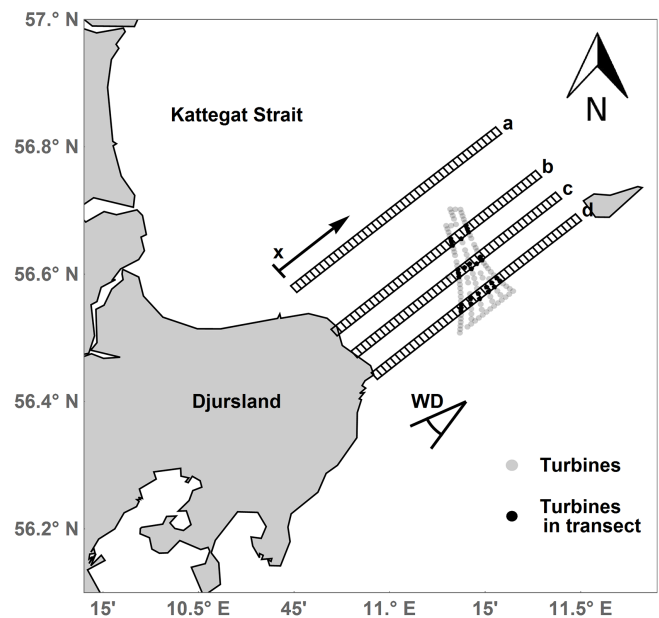 57.° N
Kattegat Strait
N
a
56.8° N
b
c
d
x
56.6° N
56.4° N
Djursland
WD
Turbines
Turbines
in transect
56.2° N
15' 10.5° E 45' 11.° E 15' 11.5° E